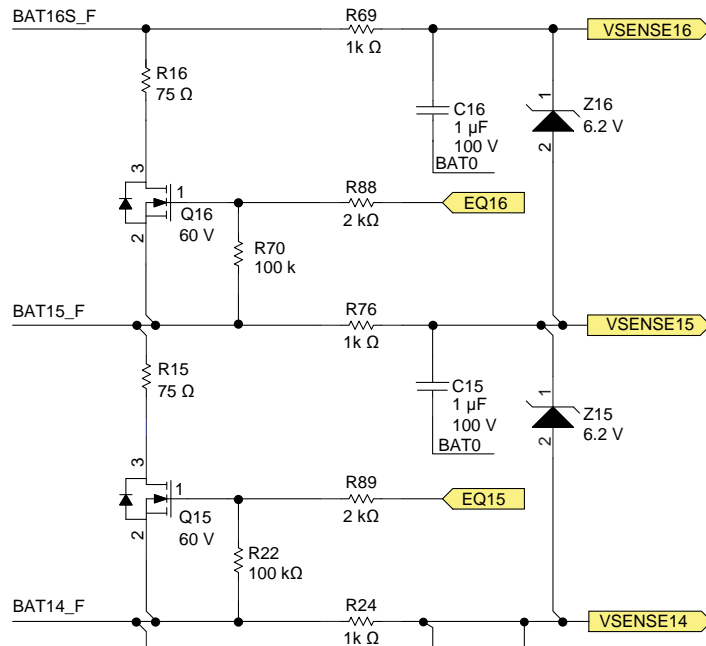 BAT16S_F
R69
1k Ω
VSENSE16
R16
75 Ω
C16
1 µF
100 V
BAT0
1
Z16
6.2 V
2
3
1
Q16
60 V
2
R88
2 kΩ
EQ16
R70
100 k
BAT15_F
R76
1k Ω
VSENSE15
R15
75 Ω
C15
1 µF
100 V
BAT0
1
Z15
6.2 V
2
3
1
Q15
60 V
2
R89
2 kΩ
EQ15
R22
100 kΩ
BAT14_F
R24
1k Ω
VSENSE14